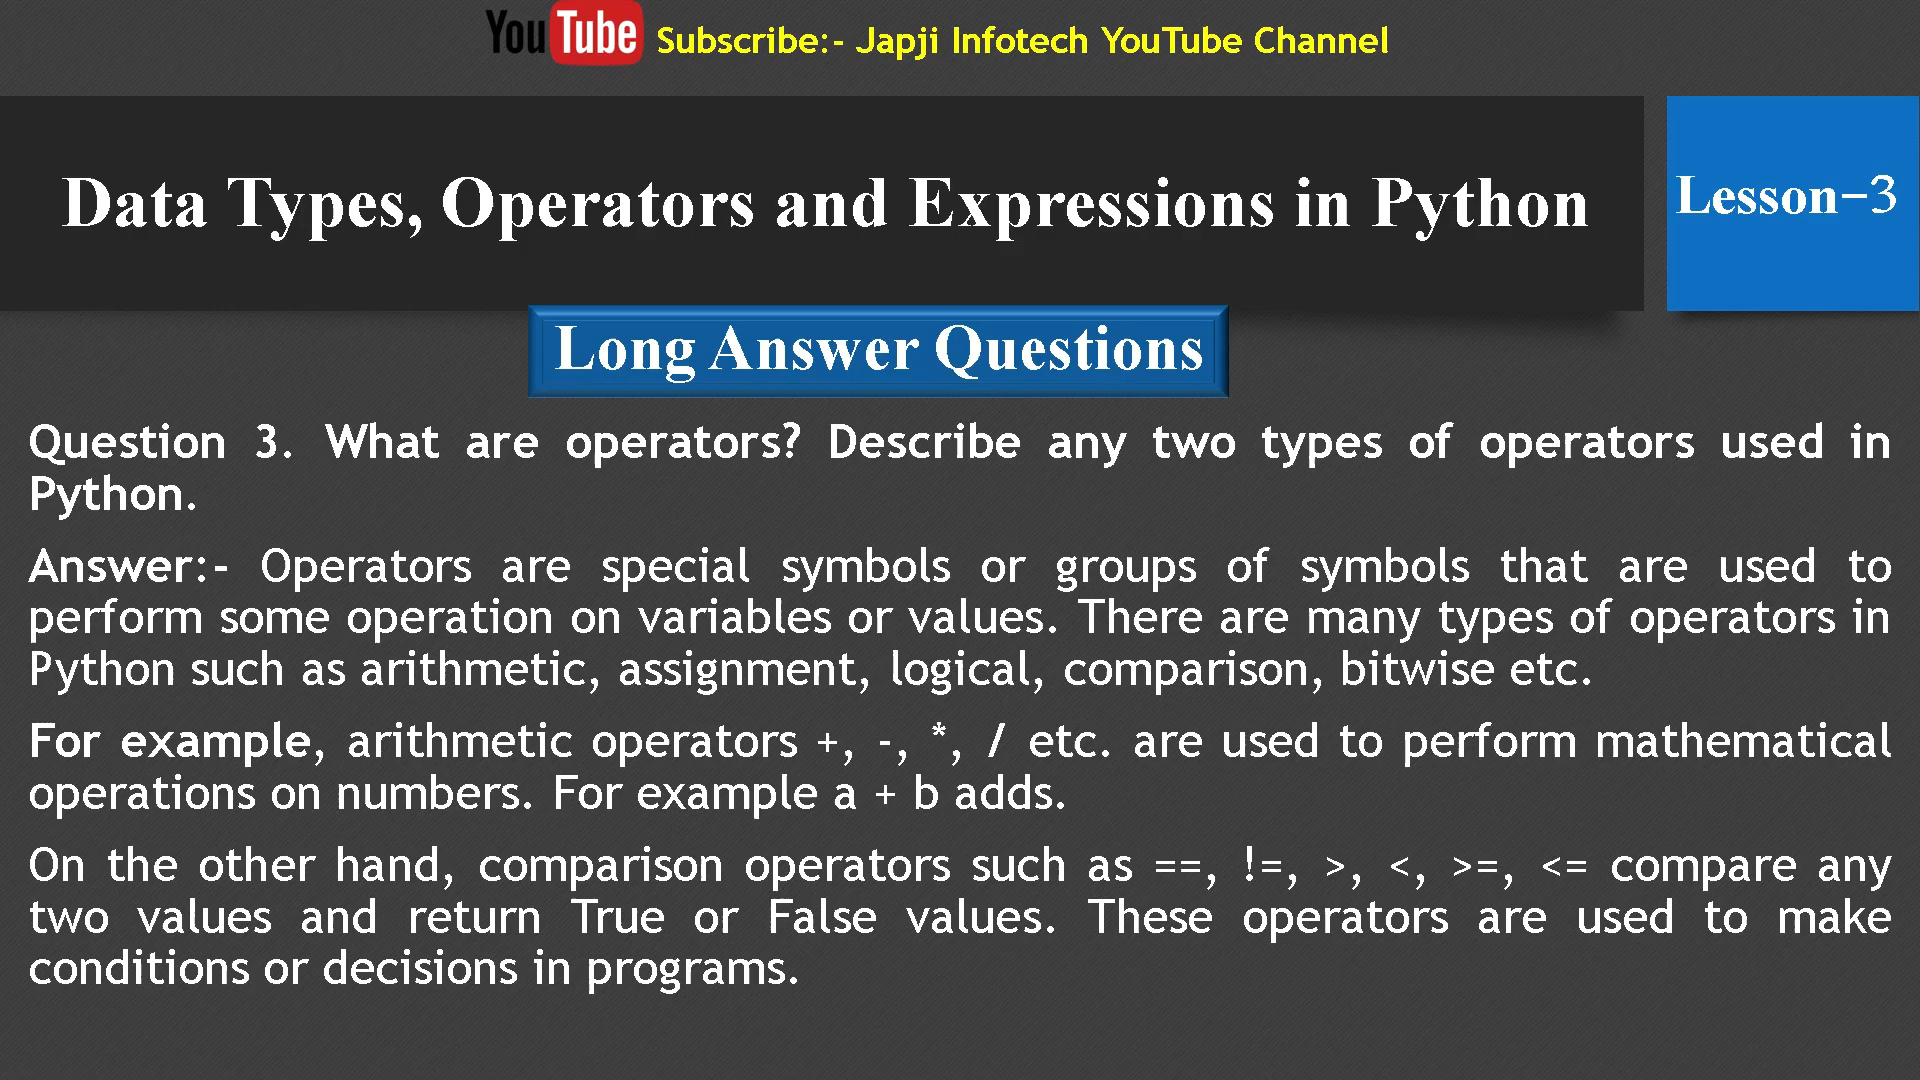 YouTube Subscribe:- Japji Infotech YouTube Channel
Data Types, Operators and Expressions in Python
Lesson-3
Long Answer Questions
Question 3. What are operators? Describe any two types of operators used in
Python.
Answer:- Operators are special symbols or groups of symbols that are used to
perform some operation on variables or values. There are many types of operators in
Python such as arithmetic, assignment, logical, comparison, bitwise etc.
For example, arithmetic operators +, -, *, / etc. are used to perform mathematical
operations on numbers. For example a + b adds.
On the other hand, comparison operators such as ==, !=, >, <, >=, <= compare any
two values and return True or False values. These operators are used to make
conditions or decisions in programs.